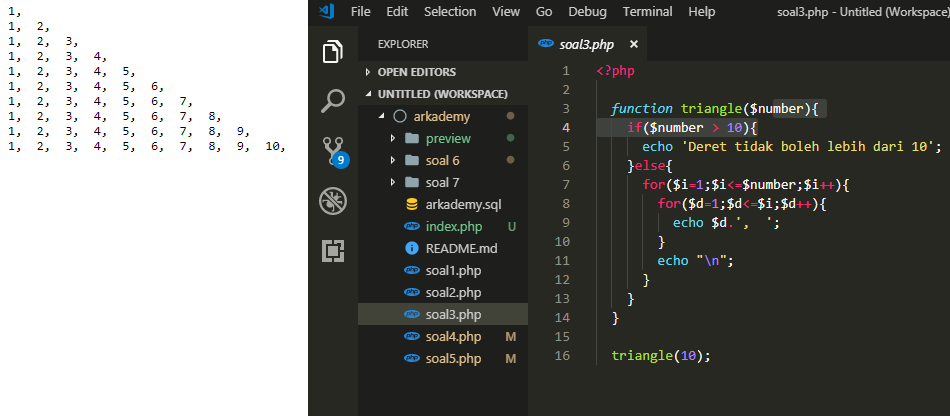 1,
1,  2,
1,  2,  3,
1,  2,  3,  4,
1,  2,  3,  4,  5,
1,  2,  3,  4,  5,  6,
1,  2,  3,  4,  5,  6,  7,
1,  2,  3,  4,  5,  6,  7,  8,
1,  2,  3,  4,  5,  6,  7,  8,  9,
1,  2,  3,  4,  5,  6,  7,  8,  9,  10,
File Edit Selection View Go Debug Terminal Help soal3.php - Untitled (Workspace)
EXPLORER
OPEN EDITORS
UNTITLED (WORKSPACE)
arkademy
preview
soal 6
soal 7
arkademy.sql
php index.php U
README.md
php soal1.php
php soal2.php
php soal3.php
php soal4.php M
php soal5.php M
9
php soal3.php ×
1 <?php
2
3 function triangle($number){
4 if($number > 10){
5 echo 'Deret tidak boleh lebih dari 10';
6 }else{
7 for($i=1;$i<=$number;$i++){
8 for($d=1;$d<=$i;$d++){
9 echo $d.',  ';
10 }
11 echo "\n";
12 }
13 }
14 }
15
16 triangle(10);